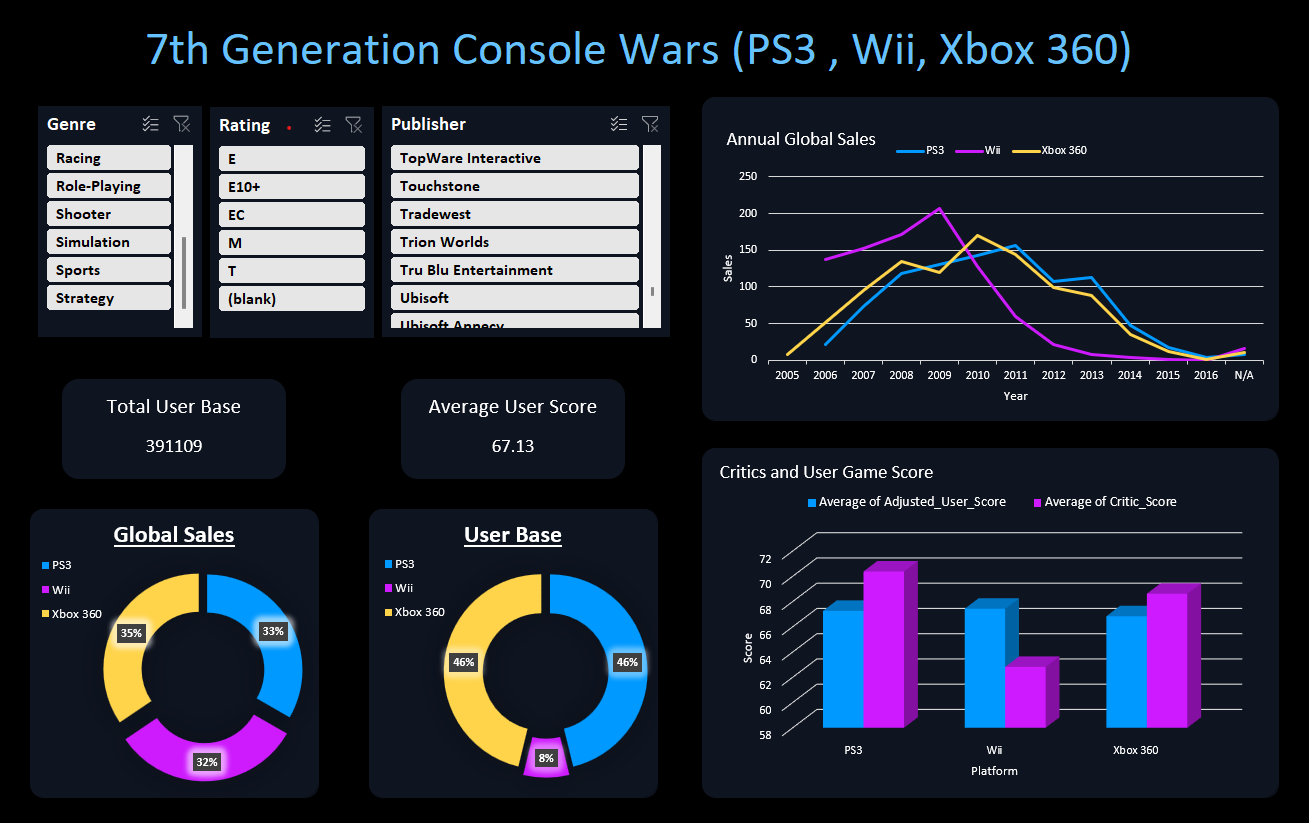 7th Generation Console Wars (PS3 , Wii, Xbox 360)
Genre
Racing
Role-Playing
Shooter
Simulation
Sports
Strategy
Rating
E
E10+
EC
M
T
(blank)
Publisher
TopWare Interactive
Touchstone
Tradewest
Trion Worlds
Tru Blu Entertainment
Ubisoft
Ubisoft Annecy
Annual Global Sales
PS3 Wii Xbox 360
250
200
150
100
50
0
Sales
2005 2006 2007 2008 2009 2010 2011 2012 2013 2014 2015 2016 N/A
Year
Total User Base
391109
Average User Score
67.13
Global Sales
PS3
Wii
Xbox 360
35%
33%
32%
User Base
PS3
Wii
Xbox 360
46%
46%
8%
Critics and User Game Score
Average of Adjusted_User_Score Average of Critic_Score
72
70
68
66
64
62
60
58
Score
PS3 Wii Xbox 360
Platform